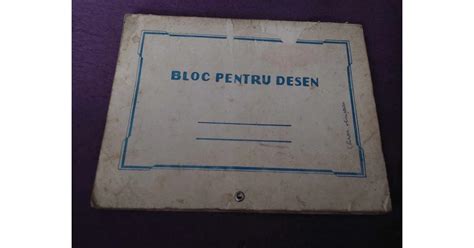 BLOC PENTRU DESEN